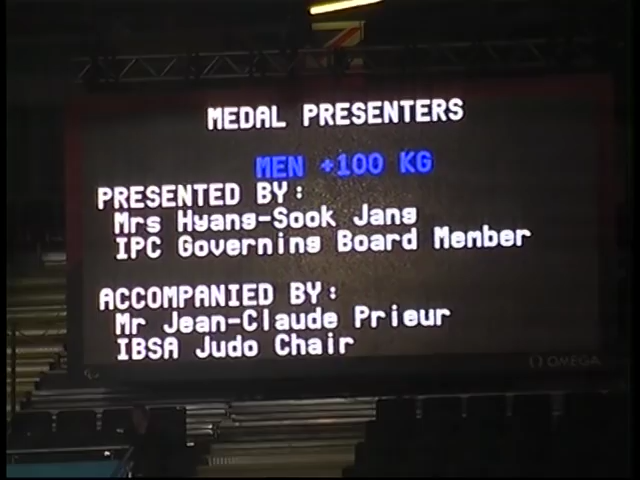 MEDAL PRESENTERS
MEN +100 KG
PRESENTED BY:
Mrs Hyang-Sook Jang
IPC Governing Board Member
ACCOMPANIED BY:
Mr Jean-Claude Prieur
IBSA Judo Chair
Ω OMEGA